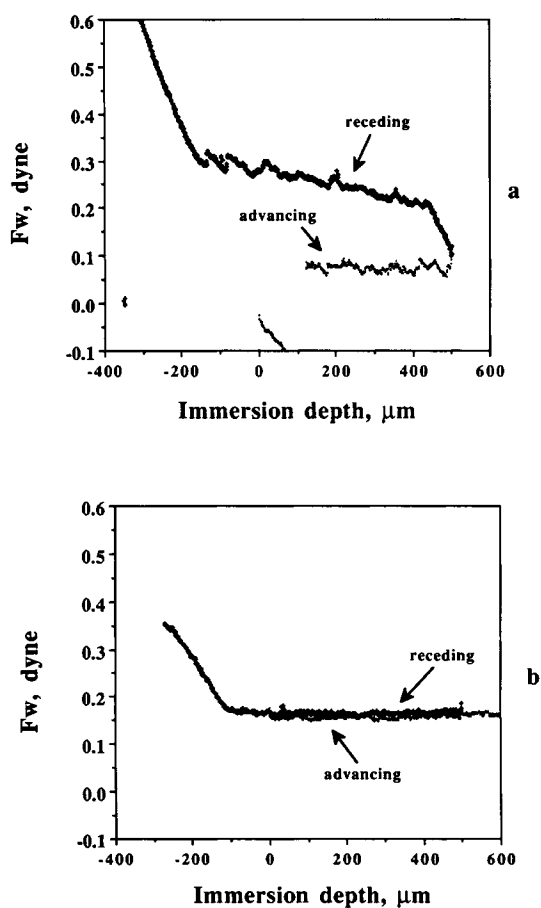 0.6
0.5
0.4
0.3
0.2
0.1
0.0
-0.1
Fw, dyne
receding
advancing
a
-400 -200 0 200 400 600
Immersion depth, μm
0.6
0.5
0.4
0.3
0.2
0.1
0.0
-0.1
Fw, dyne
receding
advancing
b
-400 -200 0 200 400 600
Immersion depth, μm